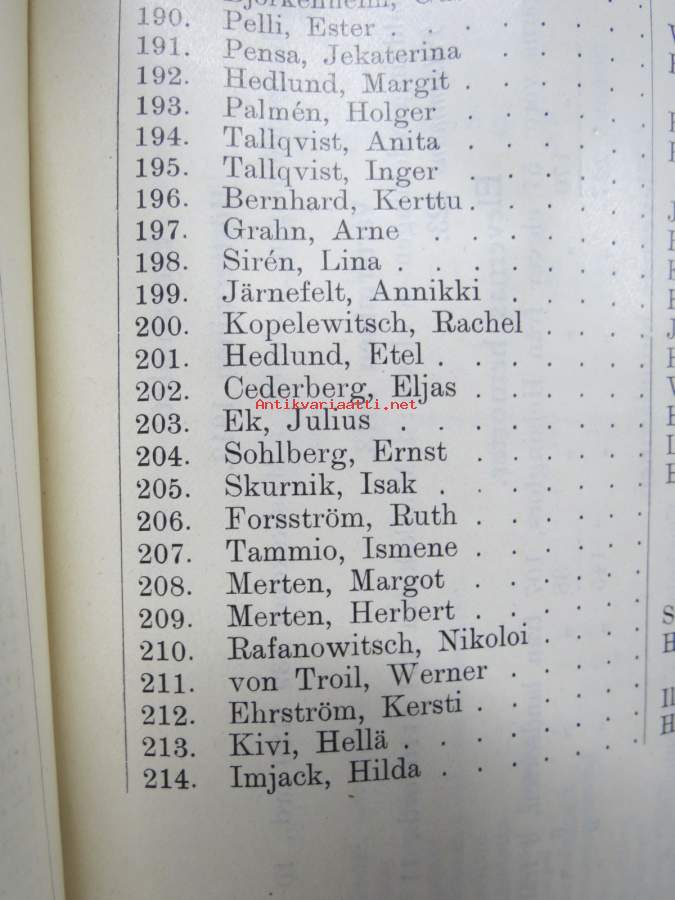 190. Pelli, Ester . . . . . . .
191. Pensa, Jekaterina . . . . .
192. Hedlund, Margit . . . . . .
193. Palmén, Holger . . . . . .
194. Tallqvist, Anita . . . . . .
195. Tallqvist, Inger . . . . . .
196. Bernhard, Kerttu . . . . . .
197. Grahn, Arne . . . . . . .
198. Sirén, Lina . . . . . . . .
199. Järnefelt, Annikki . . . . .
200. Kopelewitsch, Rachel . . . .
201. Hedlund, Etel . . . . . . .
202. Cederberg, Eljas . . . . . .
Antikvariaatti.net
203. Ek, Julius . . . . . . . .
204. Sohlberg, Ernst . . . . . .
205. Skurnik, Isak . . . . . . .
206. Forsström, Ruth . . . . . .
207. Tammio, Ismene . . . . . .
208. Merten, Margot . . . . . .
209. Merten, Herbert . . . . . .
210. Rafanowitsch, Nikoloi . . . .
211. von Troil, Werner . . . . .
212. Ehrström, Kersti . . . . . .
213. Kivi, Hellä . . . . . . . .
214. Imjack, Hilda . . . . . . .